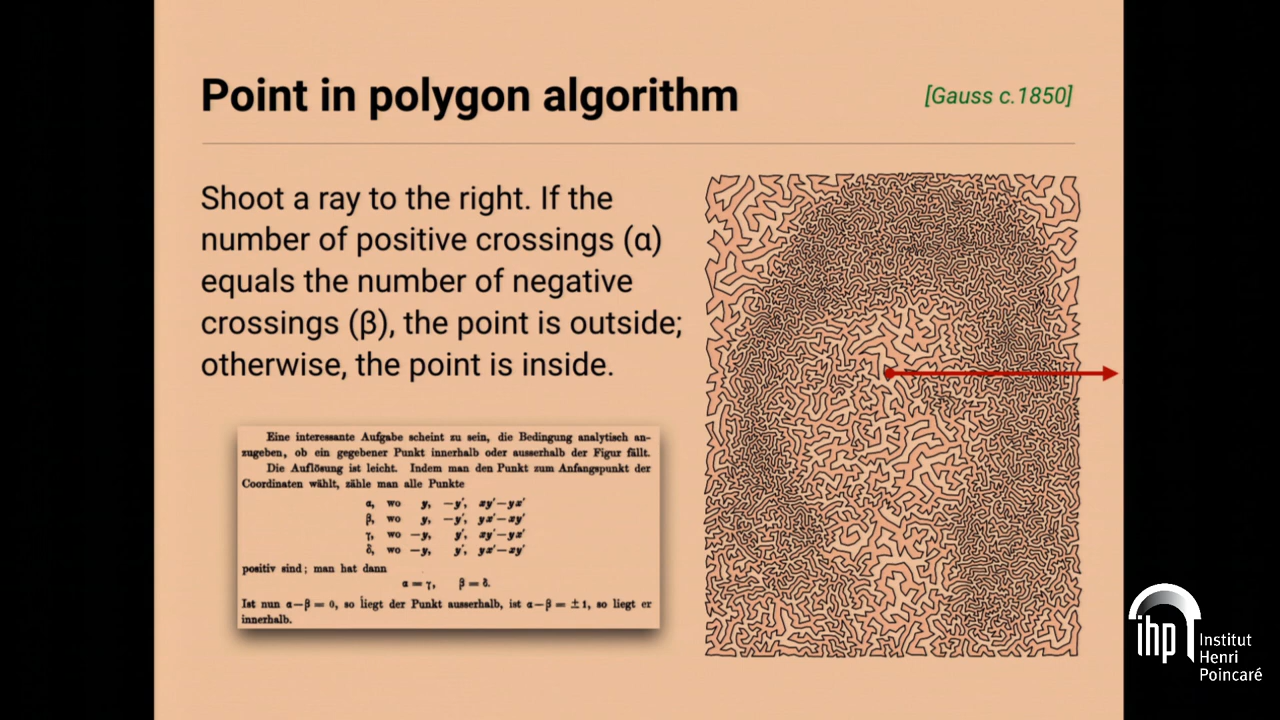 Point in polygon algorithm
[Gauss c.1850]
Shoot a ray to the right. If the
number of positive crossings (α)
equals the number of negative
crossings (β), the point is outside;
otherwise, the point is inside.
Eine interessante Aufgabe scheint zu sein, die Bedingung analytisch an-
zugeben, ob ein gegebener Punkt innerhalb oder ausserhalb der Figur fällt.
Die Auflösung ist leicht. Indem man den Punkt zum Anfangspunkt der
Coordinaten wählt, zähle man alle Punkte
α, wo y, −y′, xy′−yx′
β, wo y, −y′, yx′−xy′
γ, wo −y, y′, xy′−yx′
δ, wo −y, y′, yx′−xy′
positiv sind; man hat dann
α = γ, β = δ.
Ist nun α−β = 0, so liegt der Punkt ausserhalb, ist α−β = ±1, so liegt er
innerhalb.
ihp
Institut
Henri
Poincaré